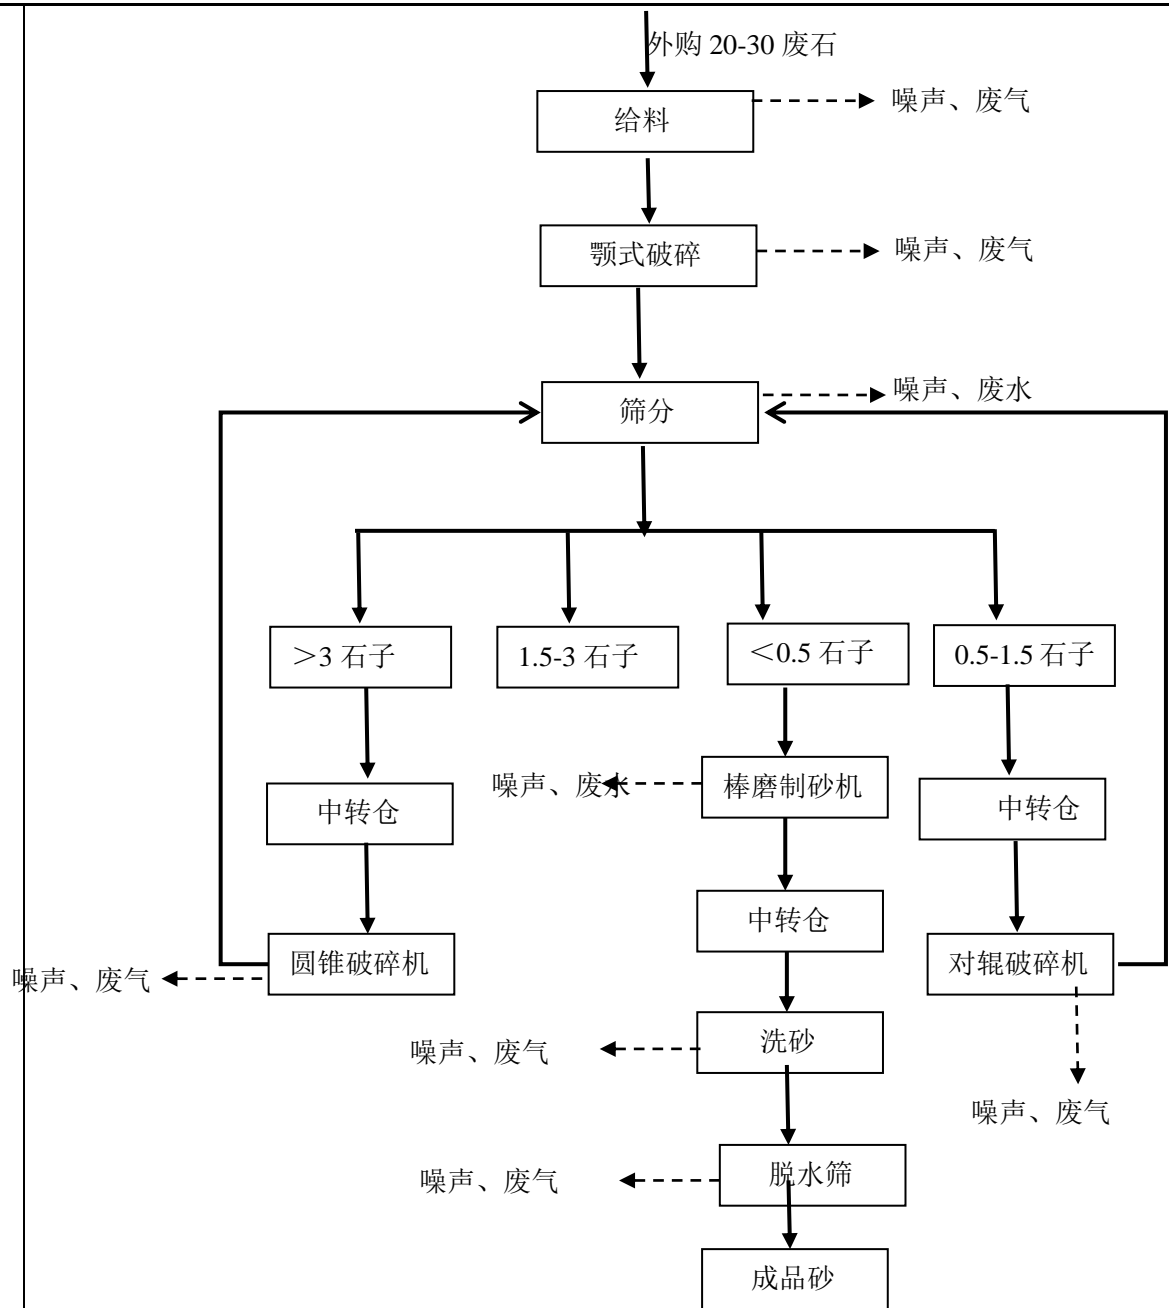 外购 20-30 废石
给料
噪声、废气
颚式破碎
噪声、废气
筛分
噪声、废水
>3 石子
1.5-3 石子
<0.5 石子
0.5-1.5 石子
噪声、废水
棒磨制砂机
中转仓
中转仓
中转仓
噪声、废气
圆锥破碎机
对辊破碎机
噪声、废气
洗砂
噪声、废气
噪声、废气
脱水筛
成品砂